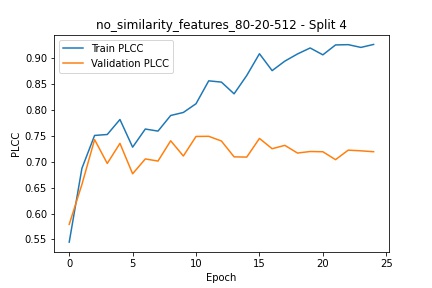 no_similarity_features_80-20-512 - Split 4
Train PLCC
Validation PLCC
PLCC
0.90
0.85
0.80
0.75
0.70
0.65
0.60
0.55
0
5
10
15
20
25
Epoch